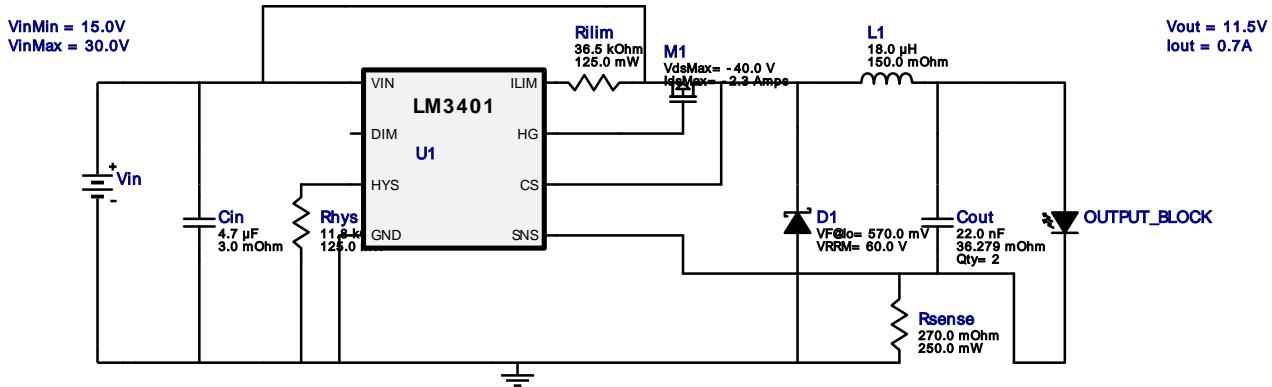 VinMin = 15.0V
VinMax = 30.0V
Vout = 11.5V
Iout = 0.7A
Rilim
36.5 kOhm
125.0 mW
M1
VdsMax= -40.0 V
IdsMax= -2.3 Amps
L1
18.0 µH
150.0 mOhm
VIN
ILIM
LM3401
DIM
HG
U1
HYS
CS
GND
SNS
Vin
+
-
Cin
4.7 µF
3.0 mOhm
Rhys
11.8
125.0
D1
VF@Io= 570.0 mV
VRRM= 60.0 V
Cout
22.0 nF
36.279 mOhm
Qty= 2
OUTPUT_BLOCK
Rsense
270.0 mOhm
250.0 mW